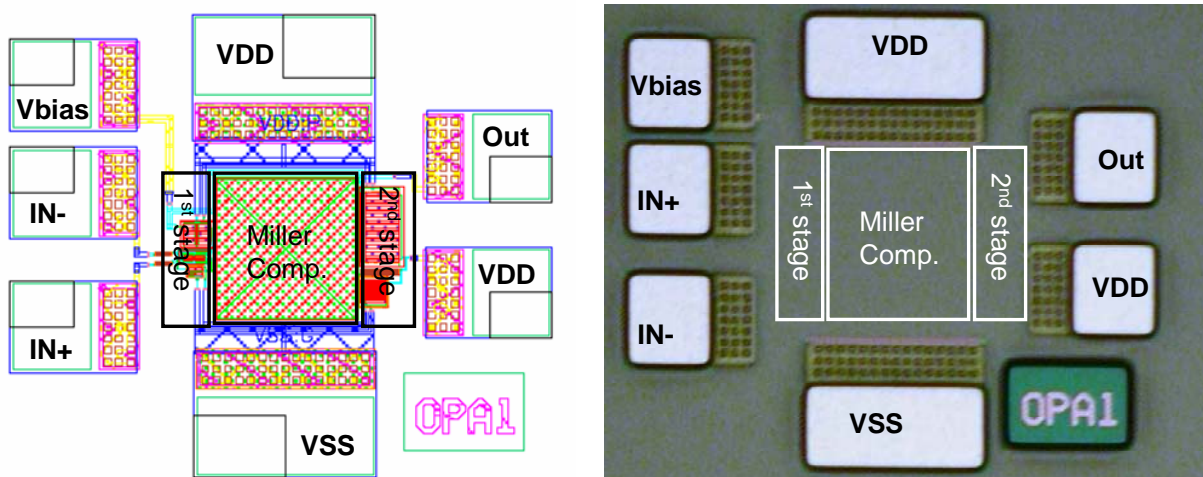 VDD
Vbias
Out
IN-
1st stage
Miller
Comp.
2nd stage
VDD
IN+
OPA1
VSS
VDD
Vbias
Out
IN+
1st stage
Miller
Comp.
2nd stage
VDD
IN-
OPA1
VSS